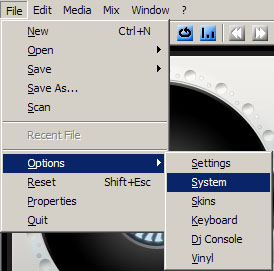 File Edit Media Mix Window ?
New Ctrl+N
Open
Save
Save As...
Scan
Recent File
Options
Reset Shift+Esc
Properties
Quit
Settings
System
Skins
Keyboard
Dj Console
Vinyl